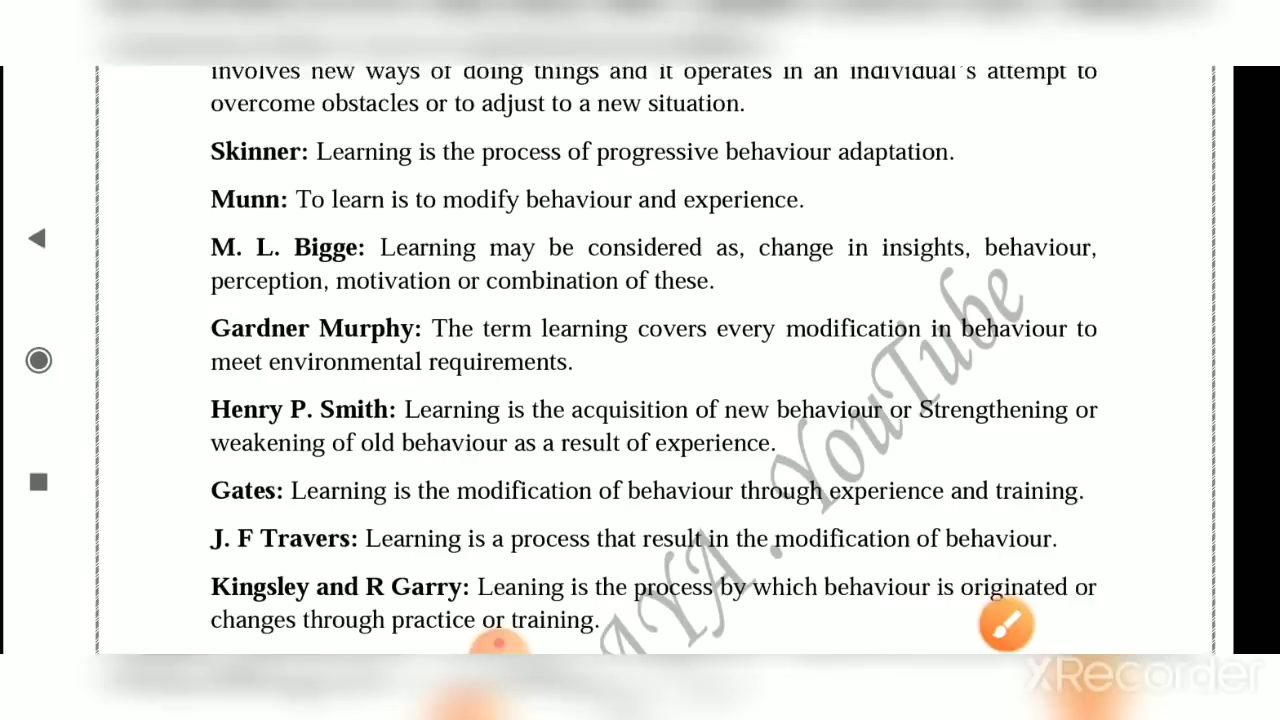 involves new ways of doing things and it operates in an individual's attempt to
overcome obstacles or to adjust to a new situation.
Skinner: Learning is the process of progressive behaviour adaptation.
Munn: To learn is to modify behaviour and experience.
M. L. Bigge: Learning may be considered as, change in insights, behaviour,
perception, motivation or combination of these.
Gardner Murphy: The term learning covers every modification in behaviour to
meet environmental requirements.
Henry P. Smith: Learning is the acquisition of new behaviour or Strengthening or
weakening of old behaviour as a result of experience.
Gates: Learning is the modification of behaviour through experience and training.
J. F Travers: Learning is a process that result in the modification of behaviour.
Kingsley and R Garry: Leaning is the process by which behaviour is originated or
changes through practice or training.
YouTube
XRecorder